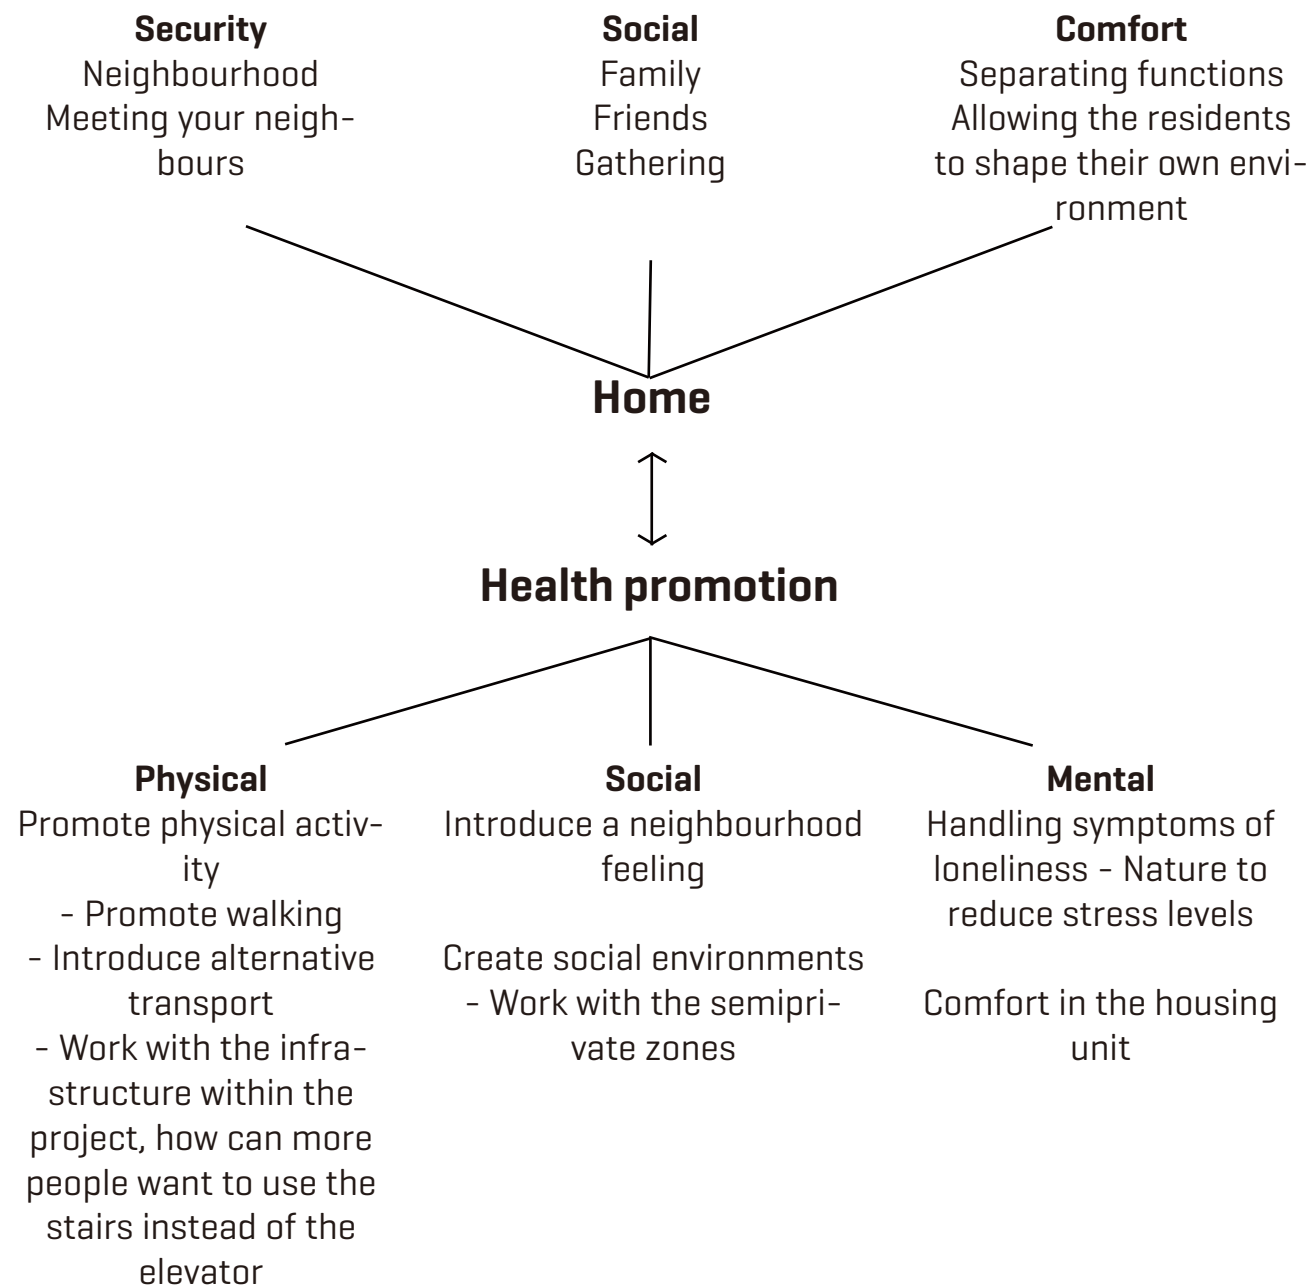 Security
Neighbourhood
Meeting your neigh-
bours
Social
Family
Friends
Gathering
Comfort
Separating functions
Allowing the residents
to shape their own envi-
ronment
Home
Health promotion
Physical
Promote physical activ-
ity
- Promote walking
- Introduce alternative
transport
- Work with the infra-
structure within the
project, how can more
people want to use the
stairs instead of the
elevator
Social
Introduce a neighbourhood
feeling
Create social environments
- Work with the semipri-
vate zones
Mental
Handling symptoms of
loneliness - Nature to
reduce stress levels
Comfort in the housing
unit